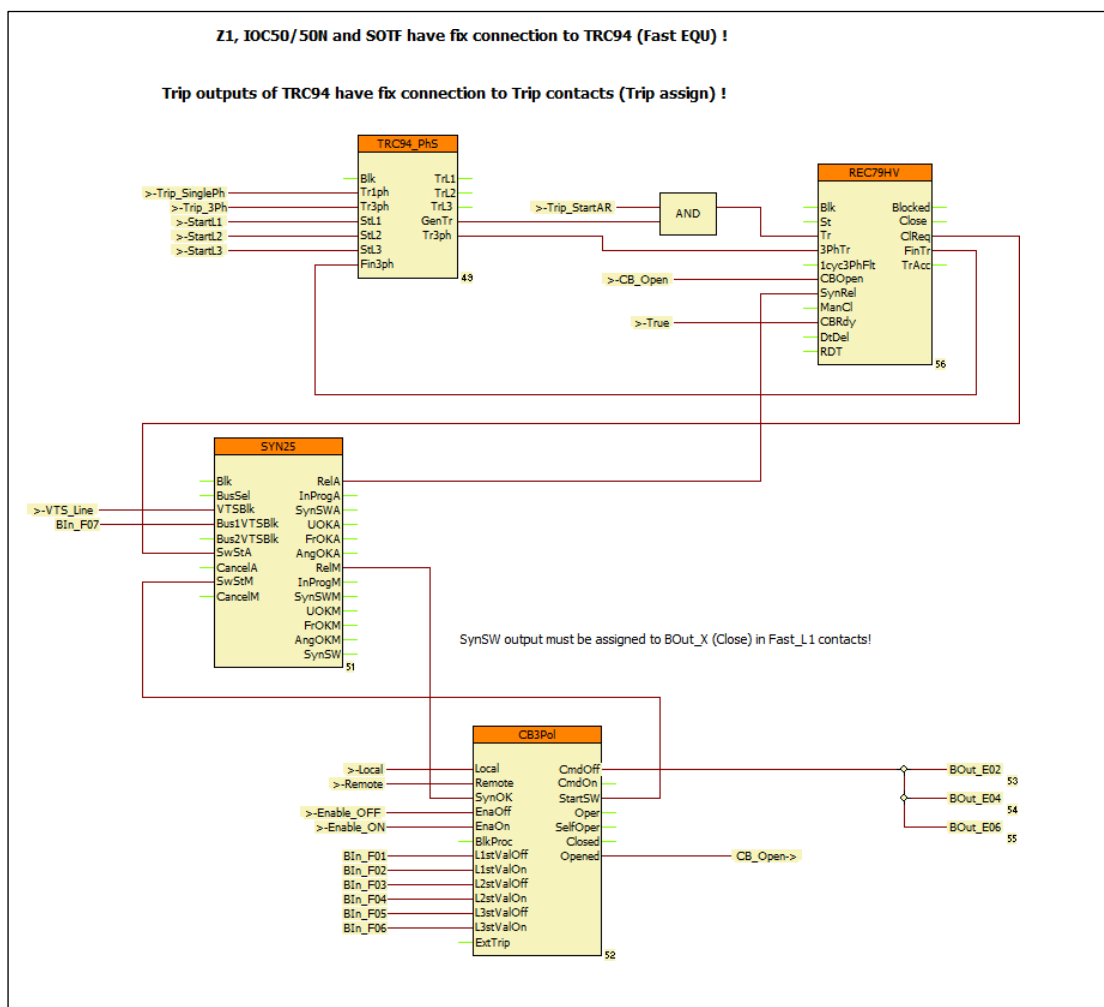 Z1, IOC50/50N and SOTF have fix connection to TRC94 (Fast EQU) !
Trip outputs of TRC94 have fix connection to Trip contacts (Trip assign) !
TRC94_PhS
Blk TrL1
>-Trip_SinglePh Tr1ph TrL2
>-Trip_3Ph Tr3ph TrL3
>-StartL1 StL1 GenTr
>-StartL2 StL2 Tr3ph
>-StartL3 StL3
Fin3ph
49
>-Trip_StartAR
AND
REC79HV
Blk Blocked
St Close
Tr ClReq
3PhTr FinTr
1cyc3PhFlt TrAcc
>-CB_Open CBOpen
SynRel
ManCl
>-True CBRdy
DtDel
RDT
56
SYN25
Blk RelA
BusSel InProgA
>-VTS_Line VTSBlk SynSWA
BIn_F07 Bus1VTSBlk UOKA
Bus2VTSBlk FrOKA
SwStA AngOKA
CancelA RelM
SwStM InProgM
CancelM SynSWM
UOKM
FrOKM
AngOKM
SynSW
51
SynSW output must be assigned to BOut_X (Close) in Fast_L1 contacts!
CB3Pol
>-Local Local CmdOff
>-Remote Remote CmdOn
SynOK StartSW
>-Enable_OFF EnaOff Oper
>-Enable_ON EnaOn SelfOper
BlkProc Closed
BIn_F01 L1stValOff Opened CB_Open->
BIn_F02 L1stValOn
BIn_F03 L2stValOff
BIn_F04 L2stValOn
BIn_F05 L3stValOff
BIn_F06 L3stValOn
ExtTrip
52
BOut_E02
53
BOut_E04
54
BOut_E06
55